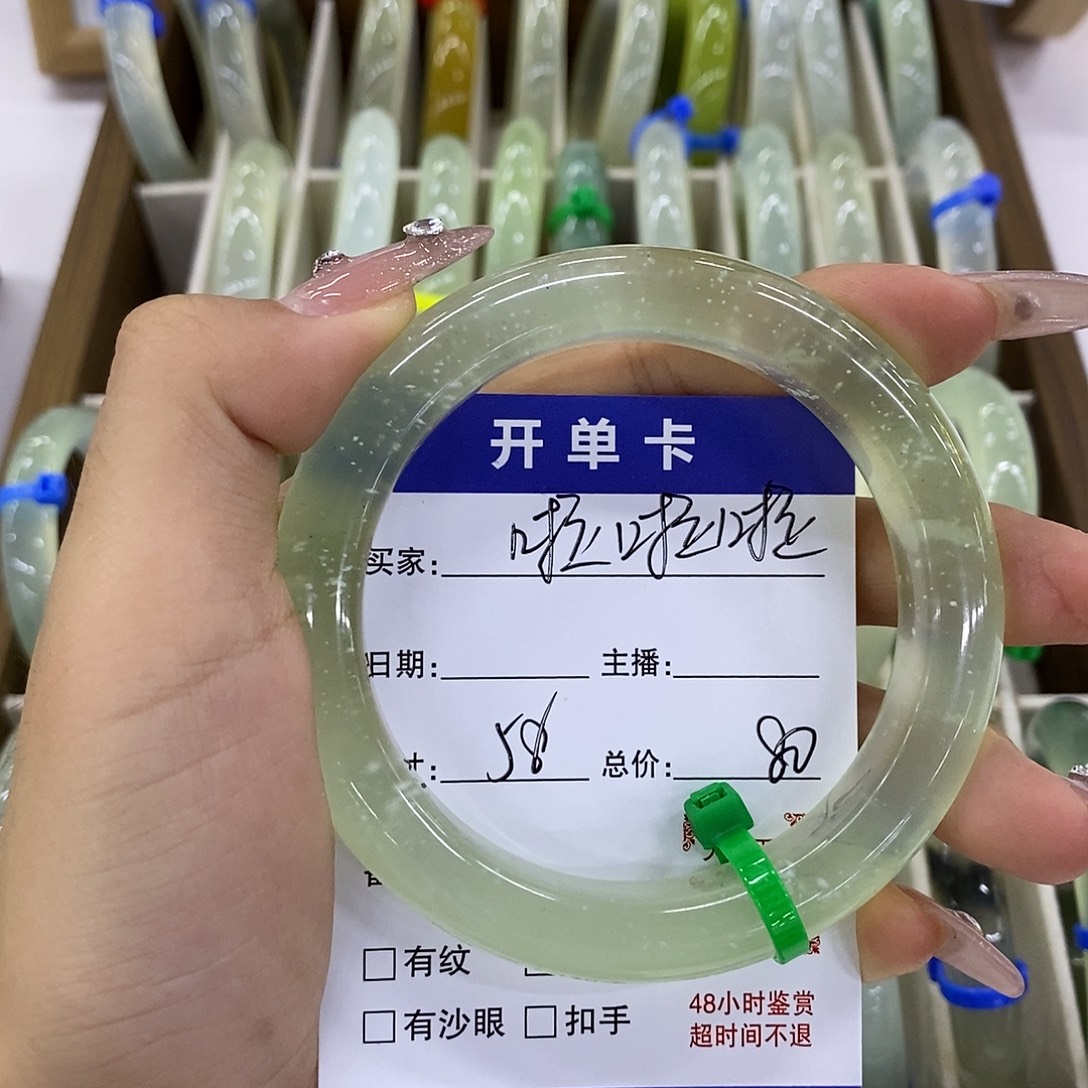 开单卡
买家: 啦啦啦
日期: 主播:
寸: 58 总价: 80
□有纹
□有沙眼 □扣手
48小时鉴赏
超时间不退